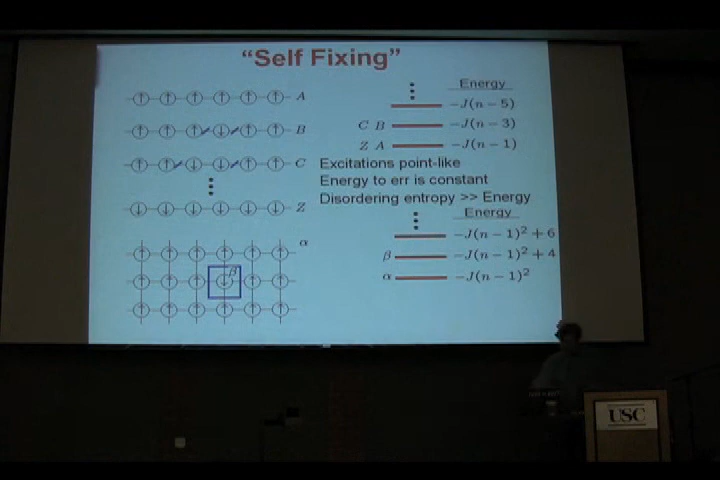 “Self Fixing”
A
B
C
Z
α
β
Energy
−J(n − 5)
C B −J(n − 3)
Z A −J(n − 1)
Excitations point-like
Energy to err is constant
Disordering entropy >> Energy
Energy
−J(n − 1)² + 6
β −J(n − 1)² + 4
α −J(n − 1)²
USC